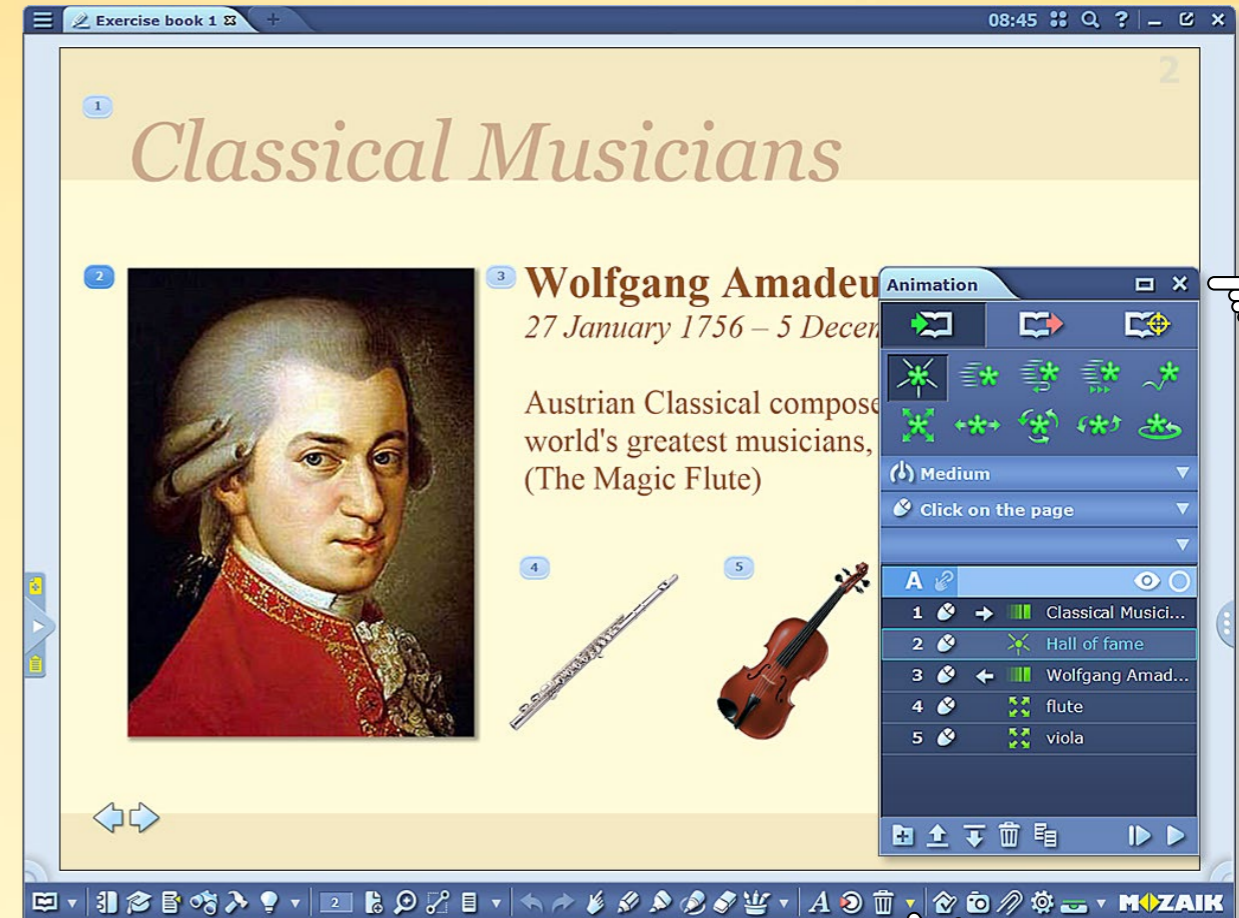 Exercise book 1
08:45
2
1
Classical Musicians
2
3 Wolfgang Amadeu
27 January 1756 – 5 Decem
Austrian Classical compose
world's greatest musicians,
(The Magic Flute)
4
5
Animation
Medium
Click on the page
A
1 Classical Musici...
2 Hall of fame
3 Wolfgang Amad...
4 flute
5 viola
2
A
MOZAIK